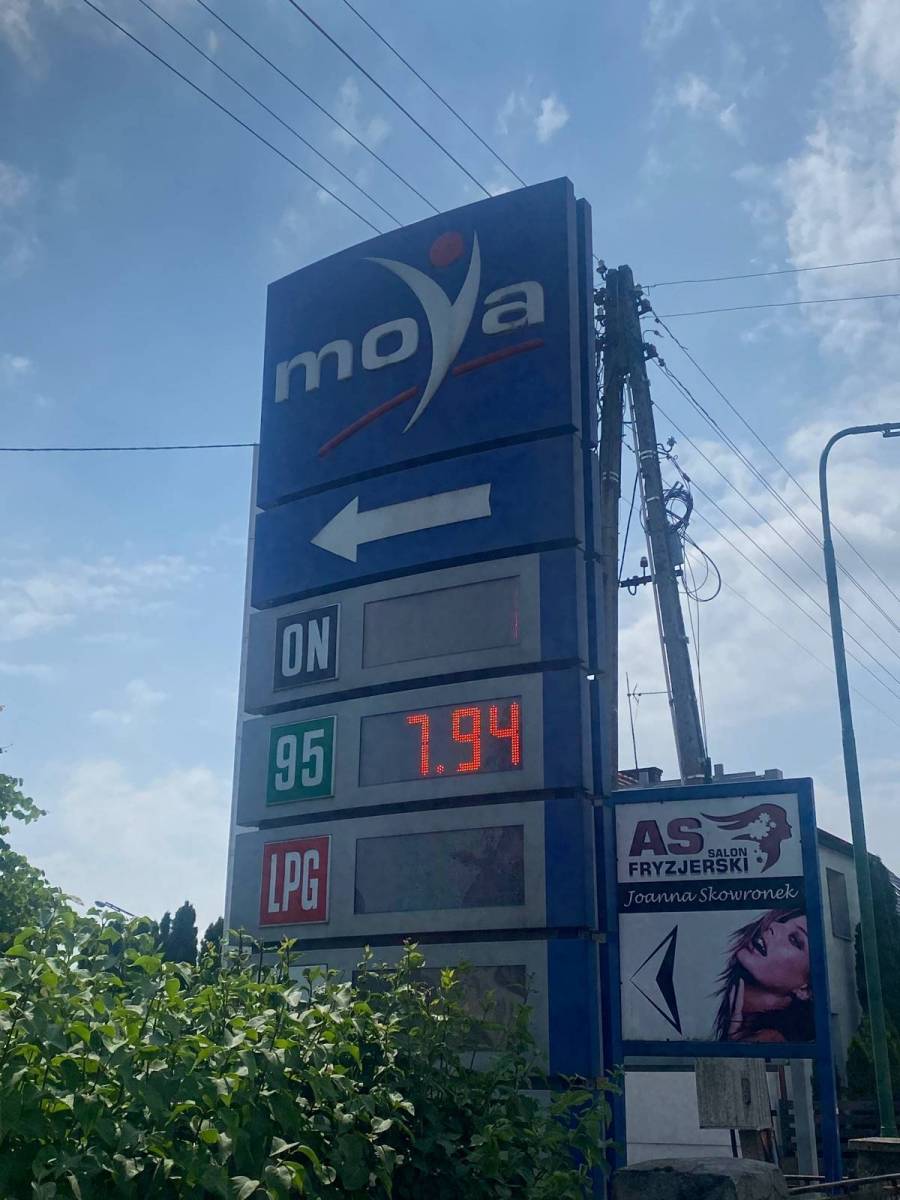 moya
ON
95 7.94
LPG
AS
SALON
FRYZJERSKI
Joanna Skowronek